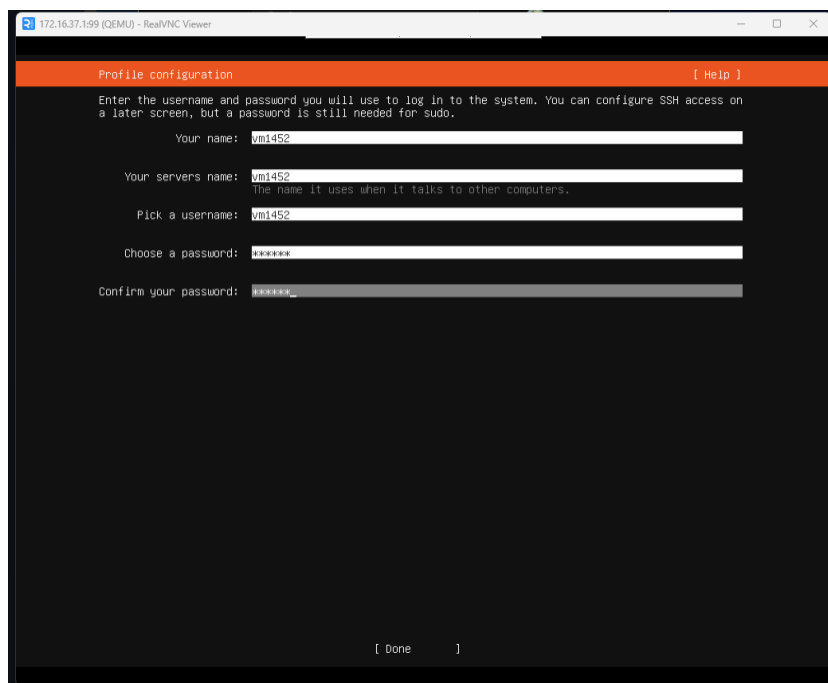 172.16.37.1:99 (QEMU) - RealVNC Viewer
Profile configuration [ Help ]
Enter the username and password you will use to log in to the system. You can configure SSH access on
a later screen, but a password is still needed for sudo.
Your name: vm1452
Your servers name: vm1452
The name it uses when it talks to other computers.
Pick a username: vm1452
Choose a password: ******
Confirm your password: ******_
[ Done ]